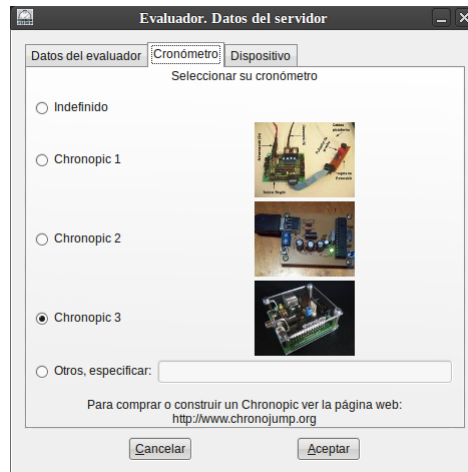 Evaluador. Datos del servidor
Datos del evaluador Cronómetro Dispositivo
Seleccionar su cronómetro
Indefinido
Chronopic 1
Chronopic 2
Chronopic 3
Otros, especificar:
Para comprar o construir un Chronopic ver la página web:
http://www.chronojump.org
Cancelar Aceptar